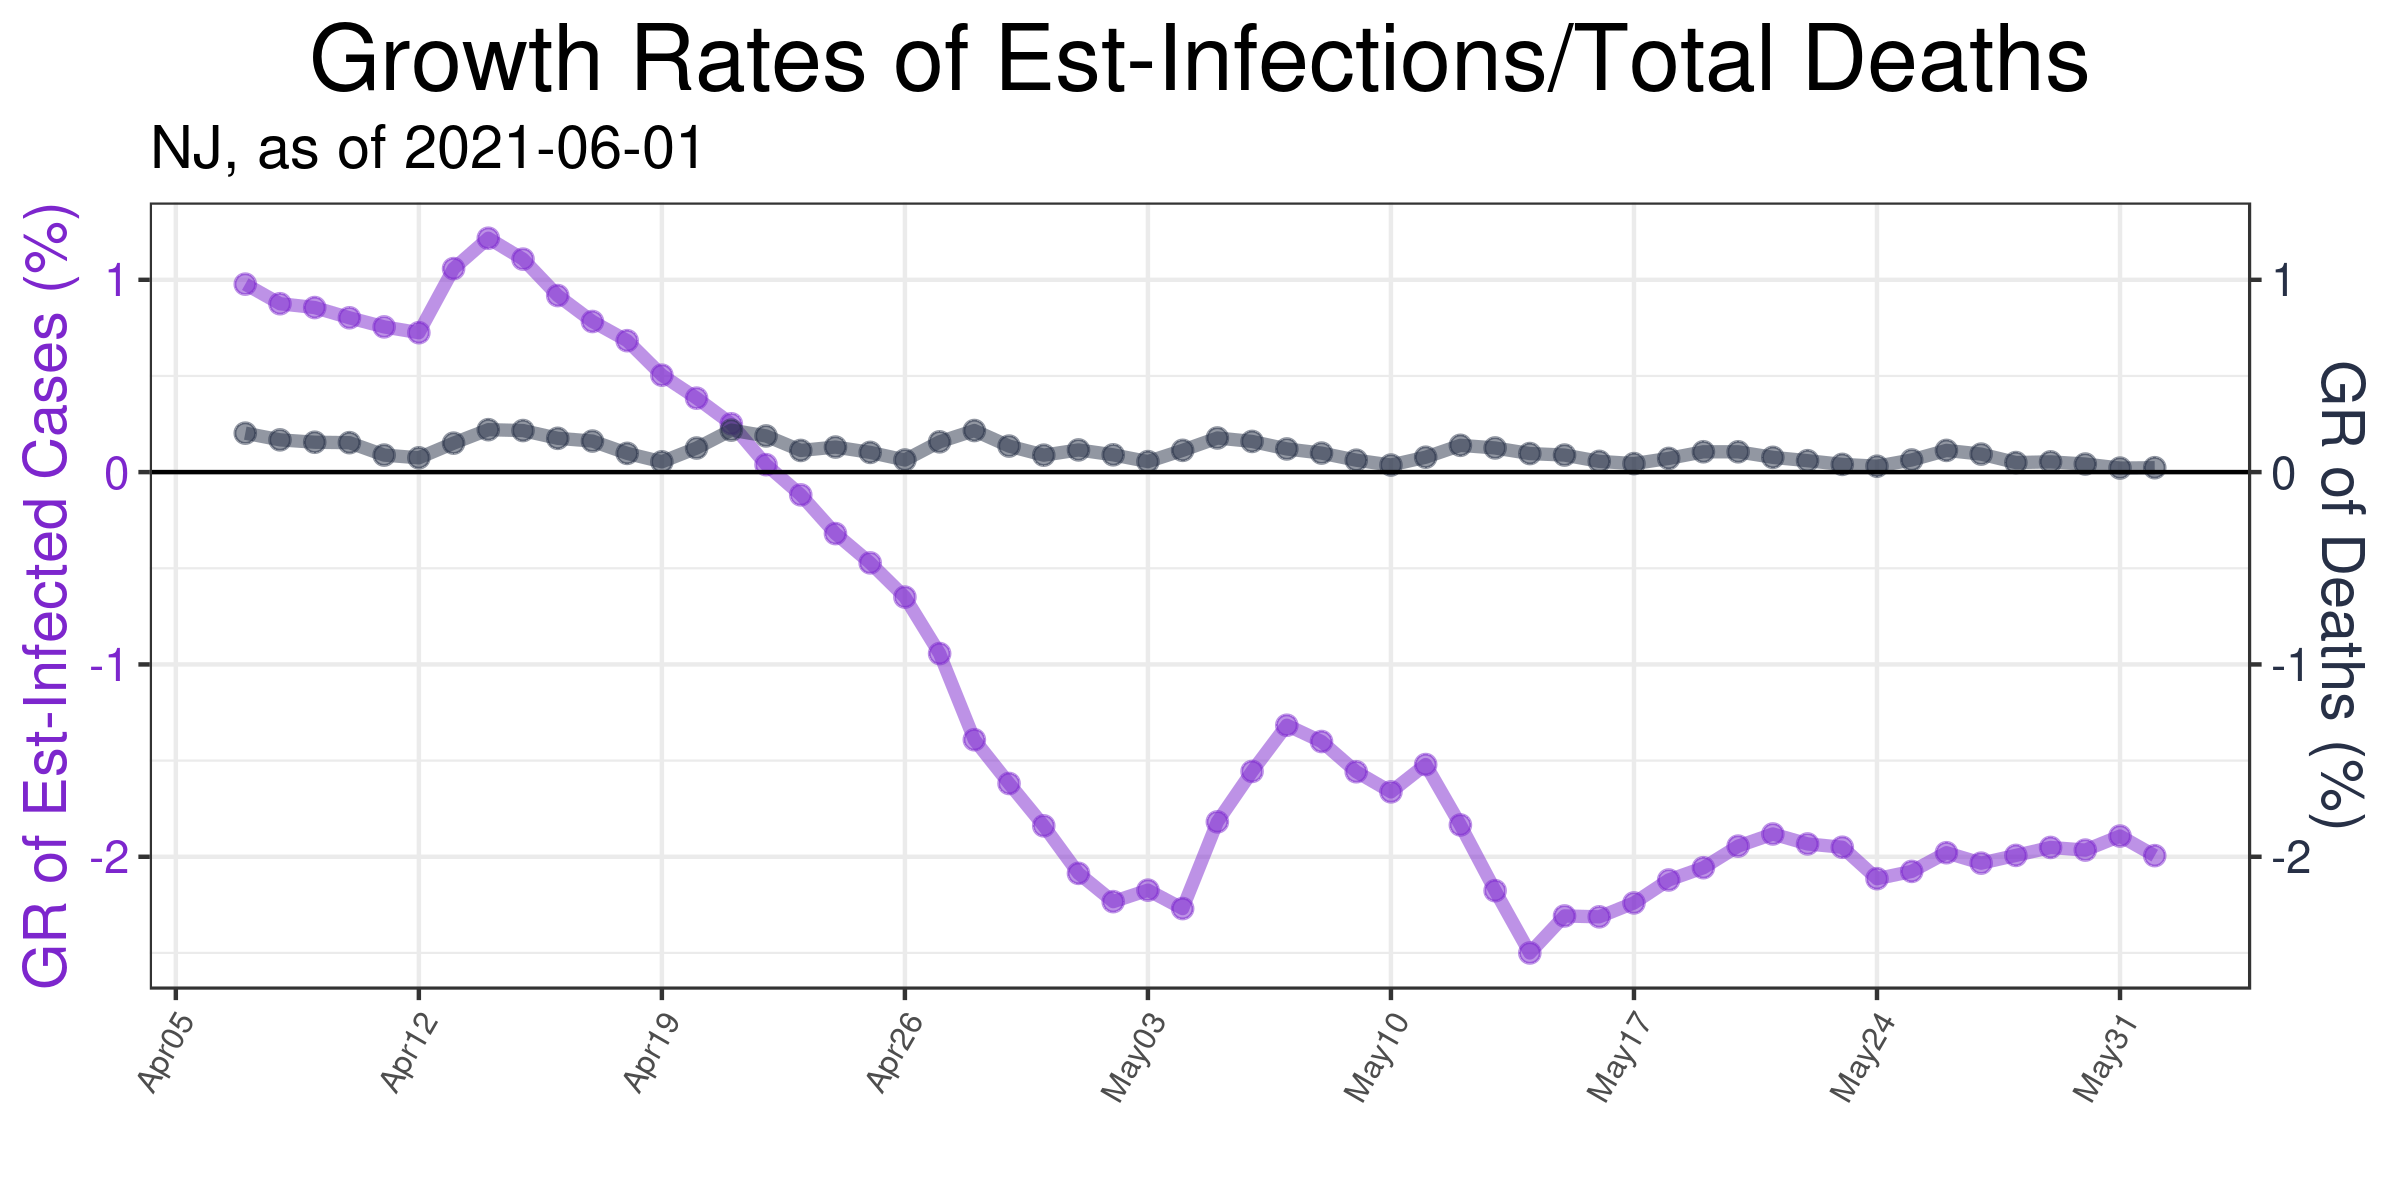 Growth Rates of Est-Infections/Total Deaths
NJ, as of 2021-06-01
GR of Est-Infected Cases (%)
1
0
-1
-2
1
0
-1
-2
GR of Deaths (%)
Apr05
Apr12
Apr19
Apr26
May03
May10
May17
May24
May31